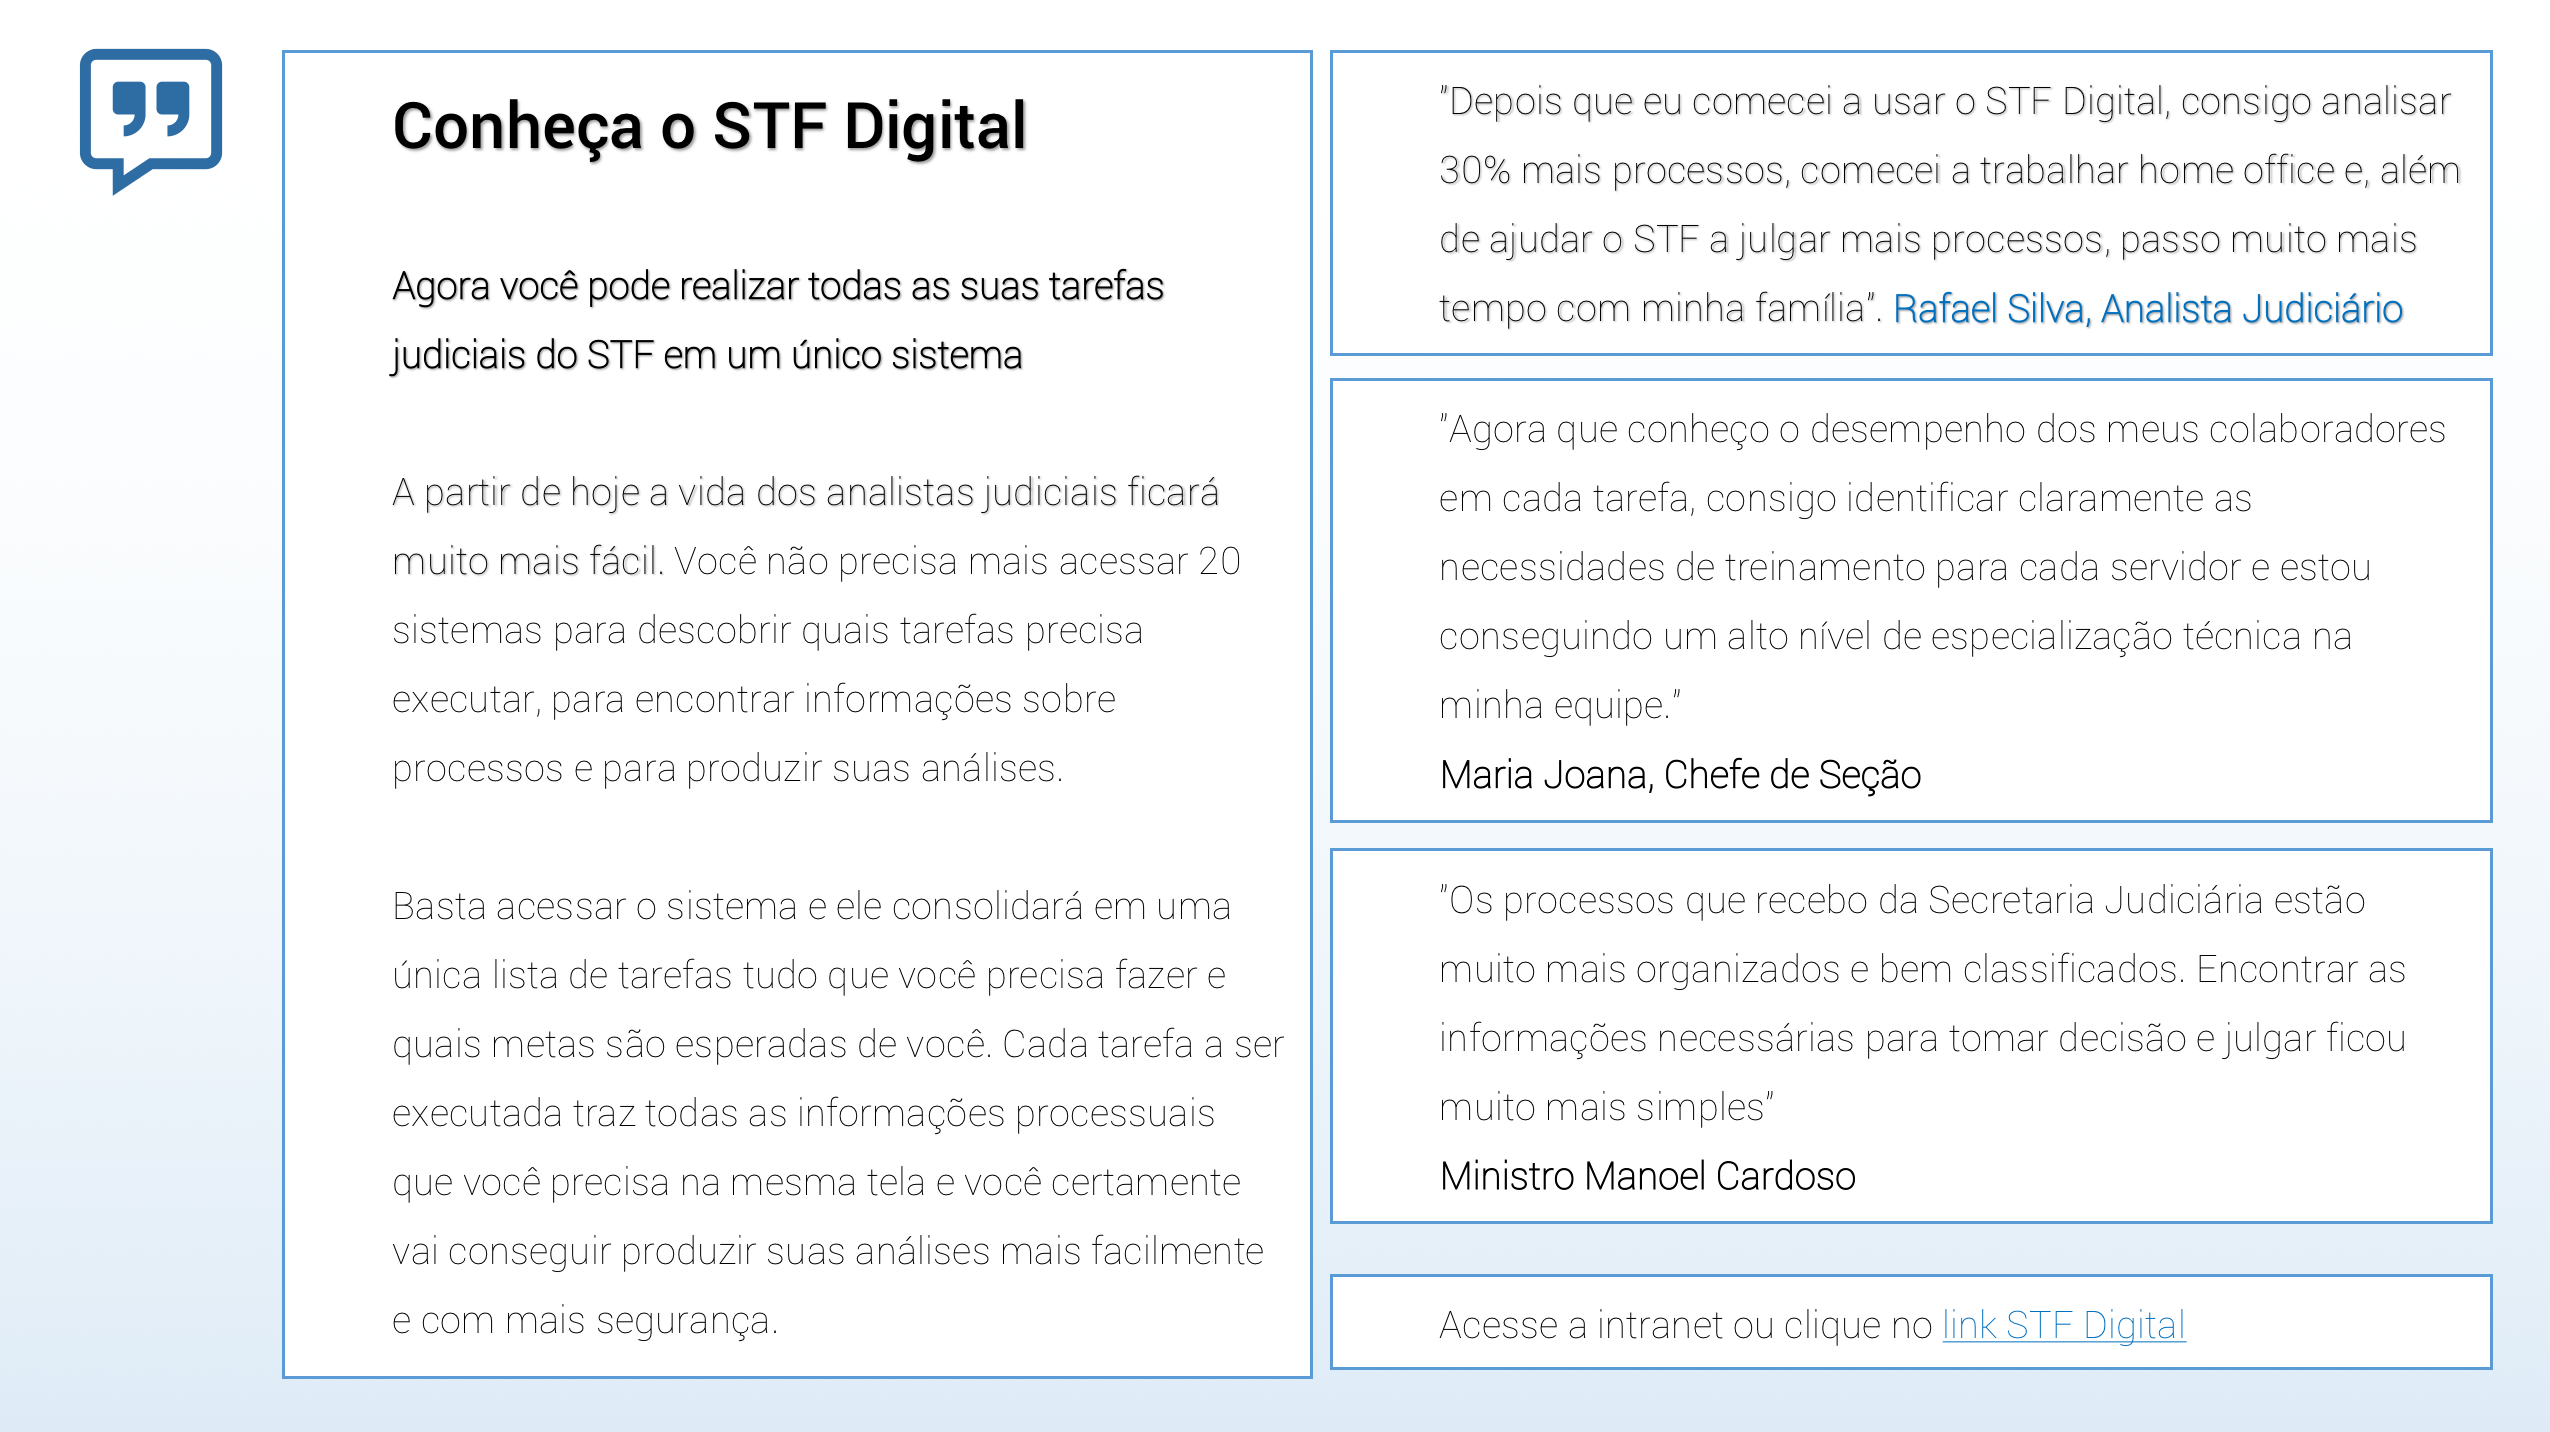 Conheça o STF Digital
Agora você pode realizar todas as suas tarefas
judiciais do STF em um único sistema
A partir de hoje a vida dos analistas judiciais ficará
muito mais fácil. Você não precisa mais acessar 20
sistemas para descobrir quais tarefas precisa
executar, para encontrar informações sobre
processos e para produzir suas análises.
Basta acessar o sistema e ele consolidará em uma
única lista de tarefas tudo que você precisa fazer e
quais metas são esperadas de você. Cada tarefa a ser
executada traz todas as informações processuais
que você precisa na mesma tela e você certamente
vai conseguir produzir suas análises mais facilmente
e com mais segurança.
"Depois que eu comecei a usar o STF Digital, consigo analisar
30% mais processos, comecei a trabalhar home office e, além
de ajudar o STF a julgar mais processos, passo muito mais
tempo com minha família". Rafael Silva, Analista Judiciário
"Agora que conheço o desempenho dos meus colaboradores
em cada tarefa, consigo identificar claramente as
necessidades de treinamento para cada servidor e estou
conseguindo um alto nível de especialização técnica na
minha equipe."
Maria Joana, Chefe de Seção
"Os processos que recebo da Secretaria Judiciária estão
muito mais organizados e bem classificados. Encontrar as
informações necessárias para tomar decisão e julgar ficou
muito mais simples"
Ministro Manoel Cardoso
Acesse a intranet ou clique no link STF Digital